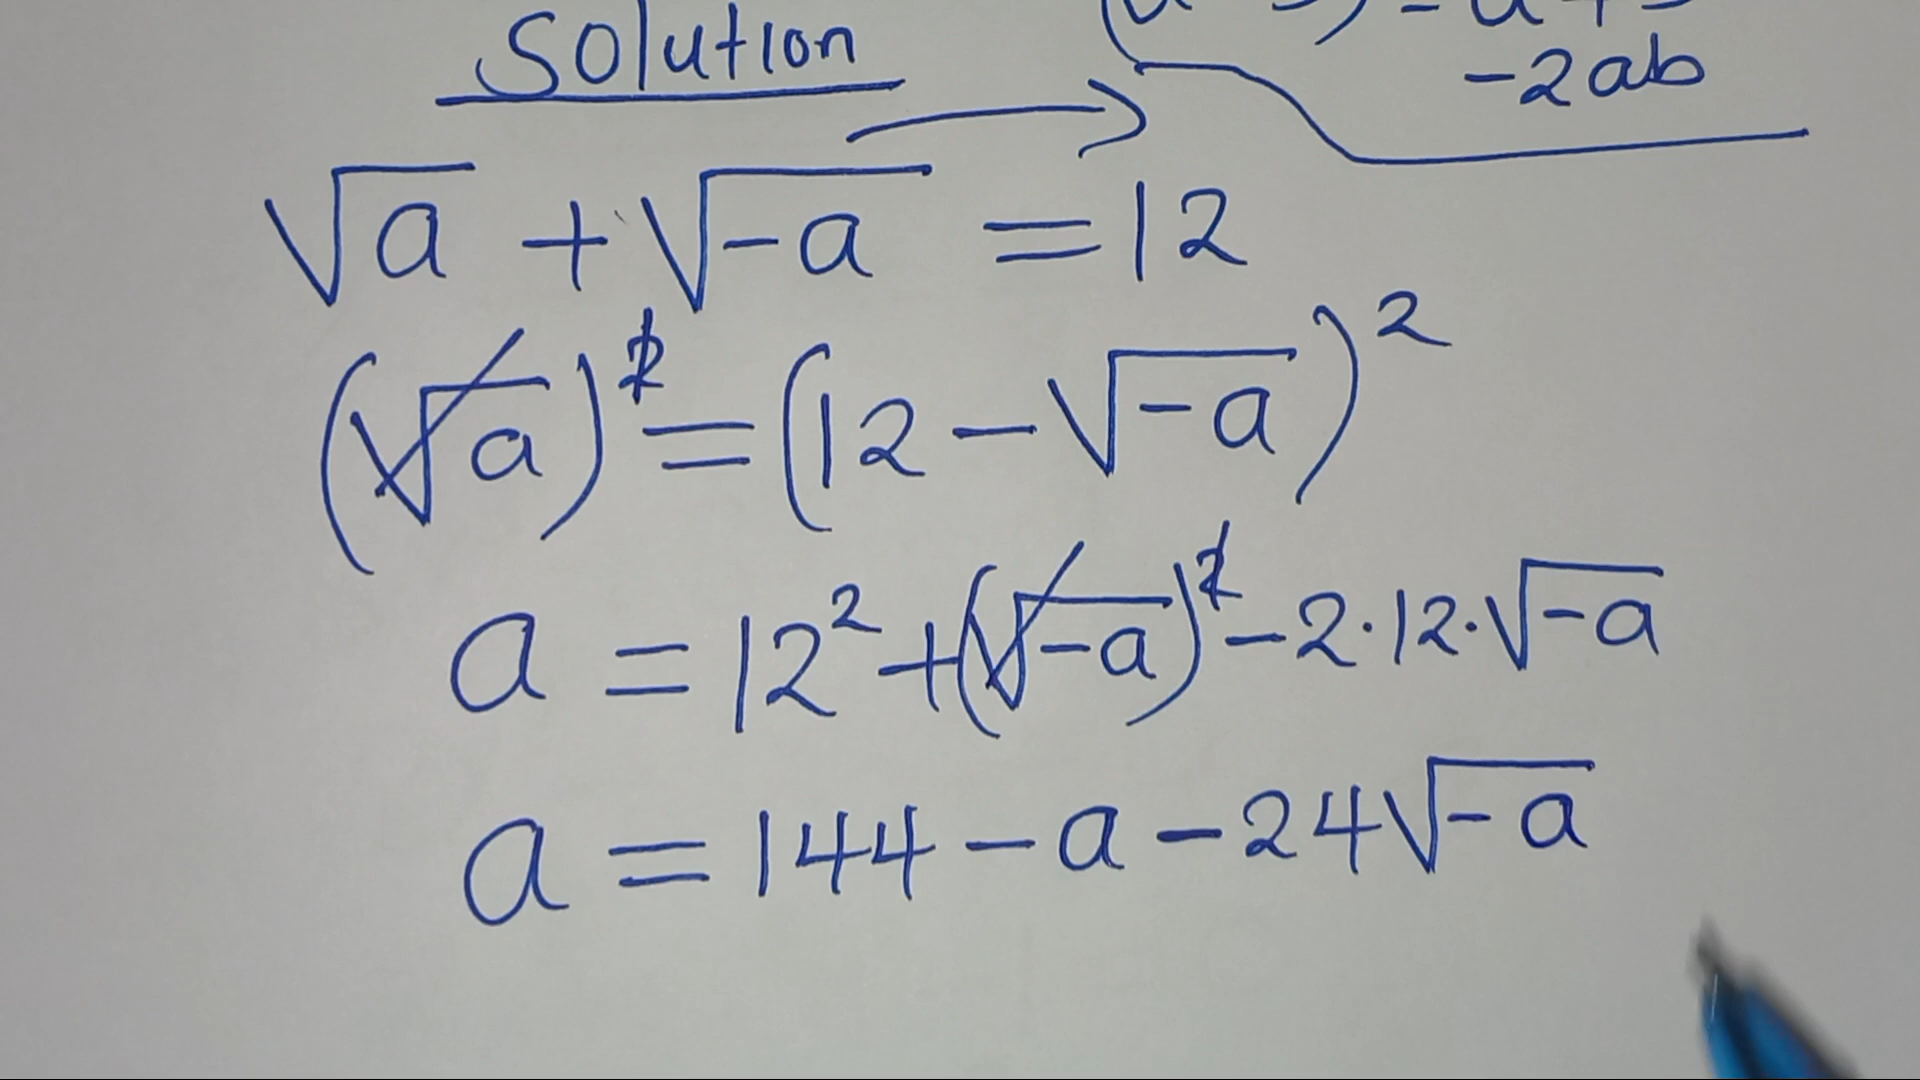 Solution
-2ab
√a + √-a = 12
(√a)² = (12 - √-a)²
a = 12² + (√-a)² - 2·12·√-a
a = 144 - a - 24√-a